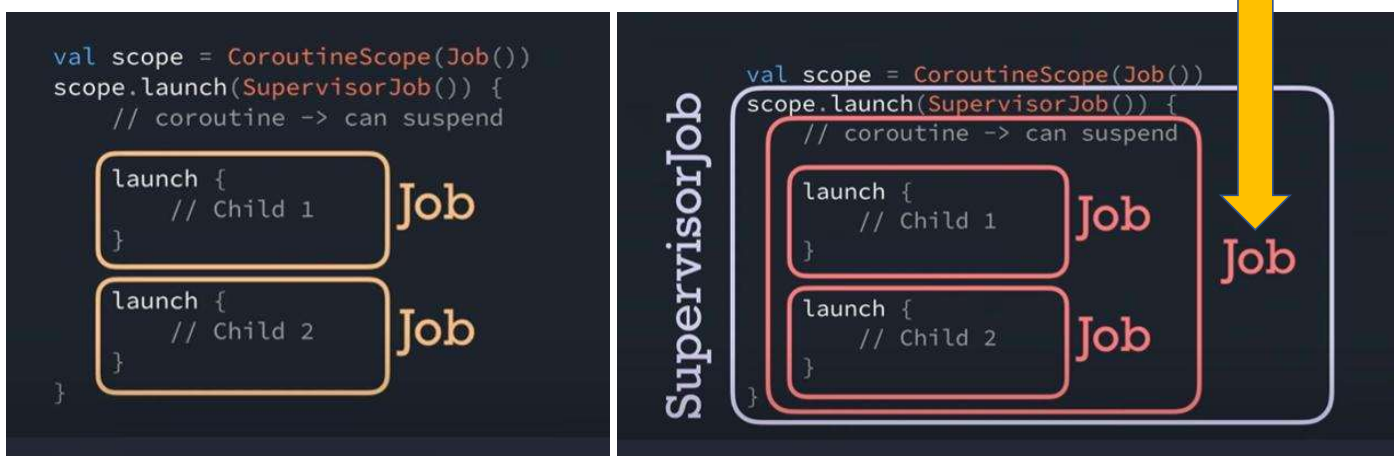 val scope = CoroutineScope(Job())
scope.launch(SupervisorJob()) {
// coroutine -> can suspend
launch {
// Child 1
}
Job
launch {
// Child 2
}
Job
}
SupervisorJob
val scope = CoroutineScope(Job())
scope.launch(SupervisorJob()) {
// coroutine -> can suspend
launch {
// Child 1
}
Job
launch {
// Child 2
}
Job
}
Job